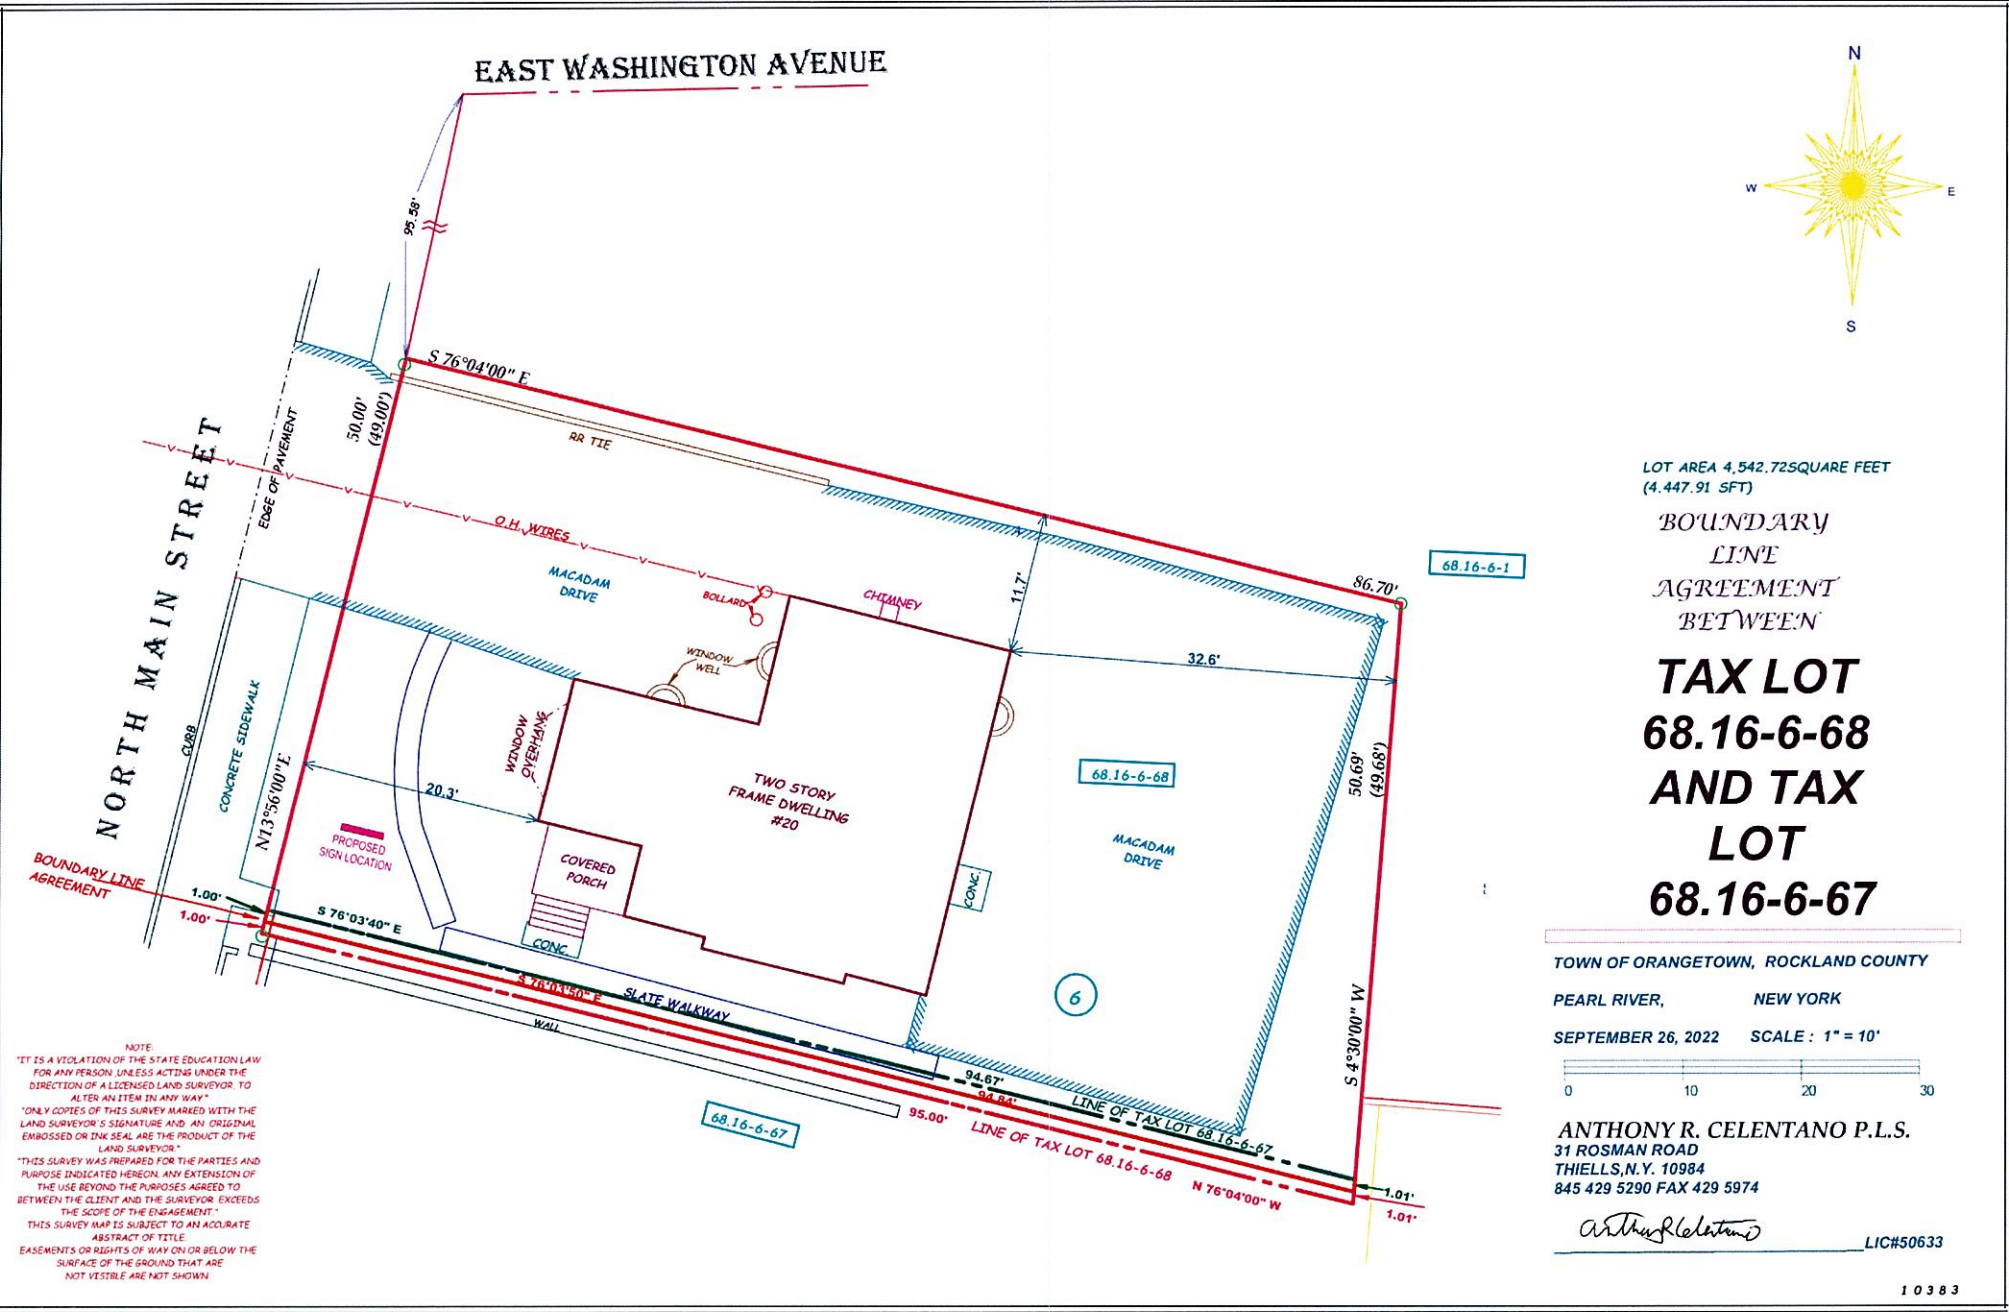 EAST WASHINGTON AVENUE
N
W
E
S
95.58'
S 76°04'00" E
50.00'
(49.00')
RR TIE
EDGE OF PAVEMENT
NORTH MAIN STREET
O.H. WIRES
MACADAM
DRIVE
BOLLARD
CHIMNEY
11.7'
86.70'
68.16-6-1
WINDOW
WELL
32.6'
CURB
CONCRETE SIDEWALK
N13°56'00"E
20.3'
WINDOW
OVERHANG
TWO STORY
FRAME DWELLING
#20
68.16-6-68
50.69'
(49.68')
MACADAM
DRIVE
PROPOSED
SIGN LOCATION
COVERED
PORCH
CONC.
CONC.
BOUNDARY LINE
AGREEMENT
1.00'
1.00'
S 76°03'40" E
S 76°03'50" E
SLATE WALKWAY
WALL
6
S 4°30'00" W
94.67'
94.84'
95.00'
LINE OF TAX LOT 68.16-6-67
LINE OF TAX LOT 68.16-6-68
68.16-6-67
N 76°04'00" W
1.01'
1.01'
NOTE:
"IT IS A VIOLATION OF THE STATE EDUCATION LAW
FOR ANY PERSON ,UNLESS ACTING UNDER THE
DIRECTION OF A LICENSED LAND SURVEYOR, TO
ALTER AN ITEM IN ANY WAY"
"ONLY COPIES OF THIS SURVEY MARKED WITH THE
LAND SURVEYOR'S SIGNATURE AND AN ORIGINAL
EMBOSSED OR INK SEAL ARE THE PRODUCT OF THE
LAND SURVEYOR."
"THIS SURVEY WAS PREPARED FOR THE PARTIES AND
PURPOSE INDICATED HEREON. ANY EXTENSION OF
THE USE BEYOND THE PURPOSES AGREED TO
BETWEEN THE CLIENT AND THE SURVEYOR EXCEEDS
THE SCOPE OF THE ENGAGEMENT."
THIS SURVEY MAP IS SUBJECT TO AN ACCURATE
ABSTRACT OF TITLE.
EASEMENTS OR RIGHTS OF WAY ON OR BELOW THE
SURFACE OF THE GROUND THAT ARE
NOT VISIBLE ARE NOT SHOWN
LOT AREA 4,542.72SQUARE FEET
(4.447.91 SFT)
BOUNDARY
LINE
AGREEMENT
BETWEEN
TAX LOT
68.16-6-68
AND TAX
LOT
68.16-6-67
TOWN OF ORANGETOWN, ROCKLAND COUNTY
PEARL RIVER, NEW YORK
SEPTEMBER 26, 2022 SCALE : 1" = 10'
0 10 20 30
ANTHONY R. CELENTANO P.L.S.
31 ROSMAN ROAD
THIELLS,N.Y. 10984
845 429 5290 FAX 429 5974
Anthony R Celentano
LIC#50633
10383